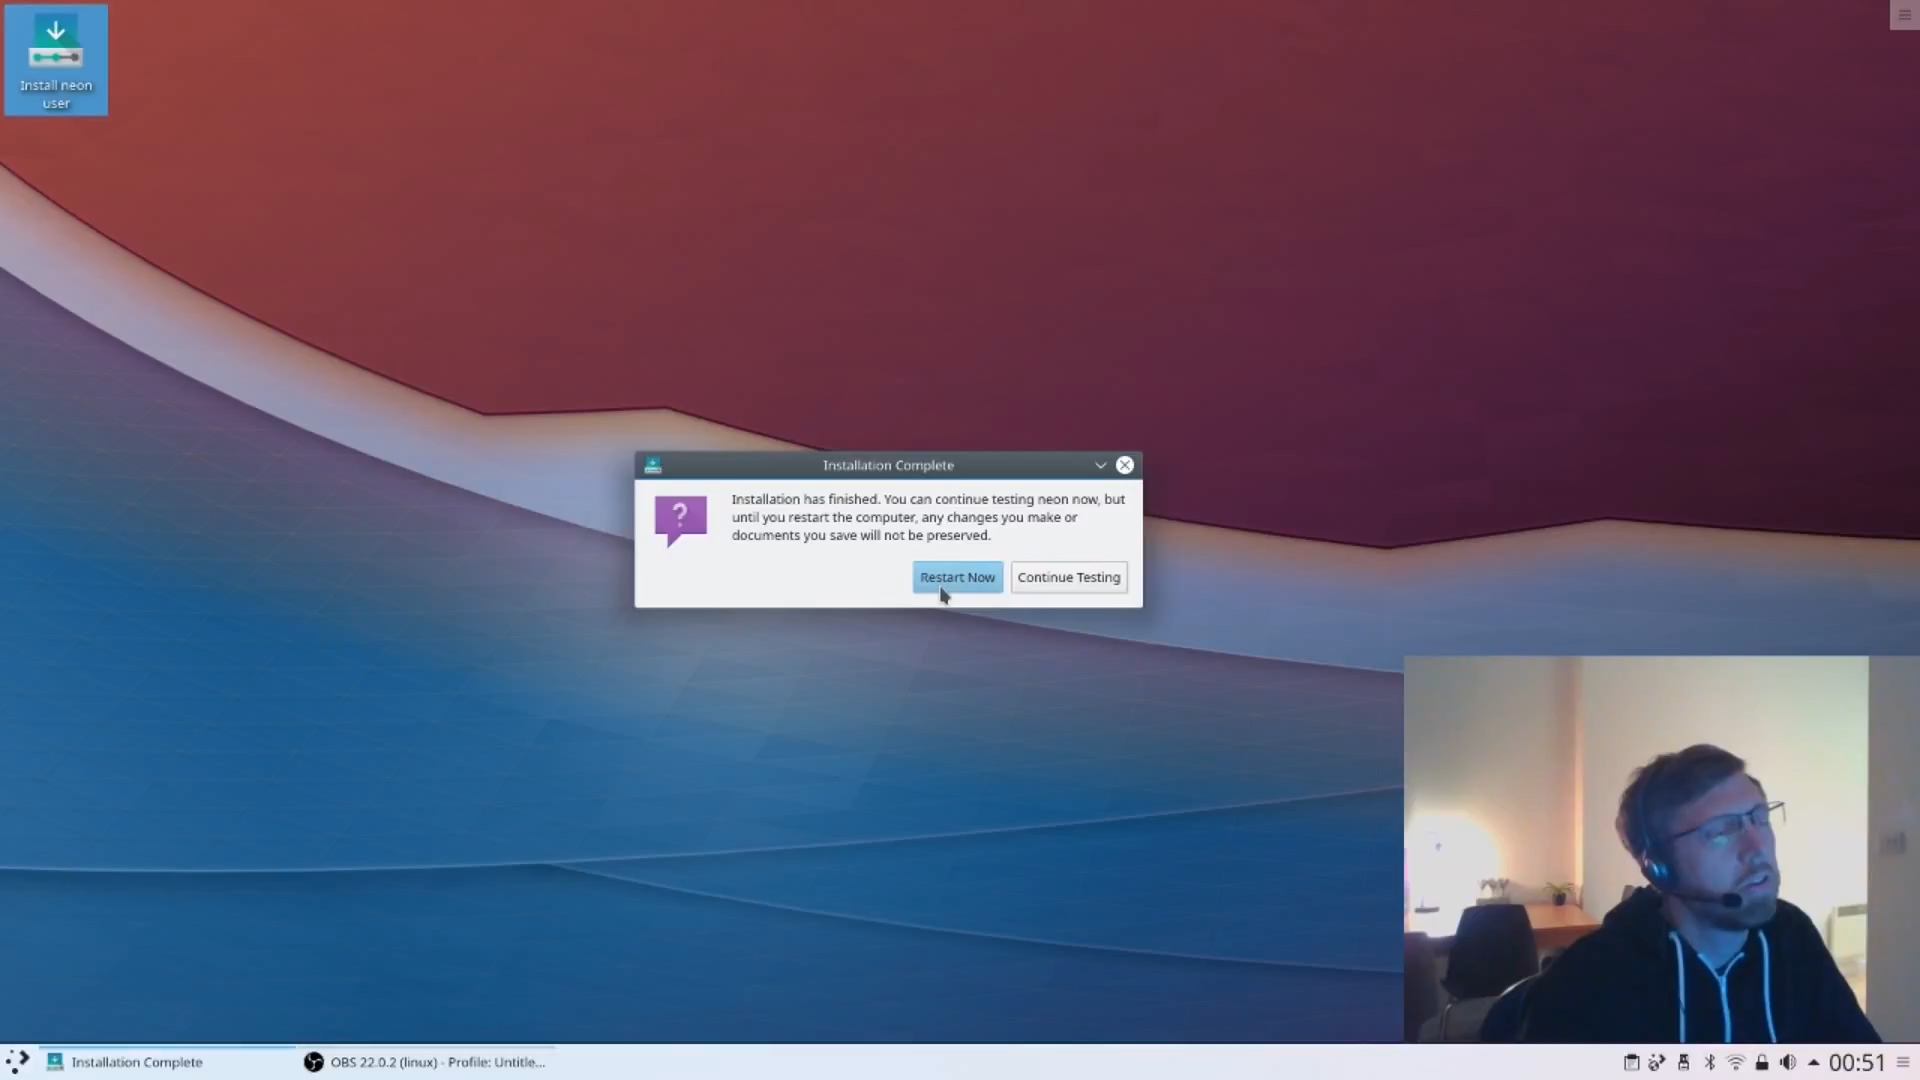 Install neon
user
Installation Complete
?
Installation has finished. You can continue testing neon now, but
until you restart the computer, any changes you make or
documents you save will not be preserved.
Restart Now
Continue Testing
Installation Complete
OBS 22.0.2 (linux) - Profile: Untitle...
00:51